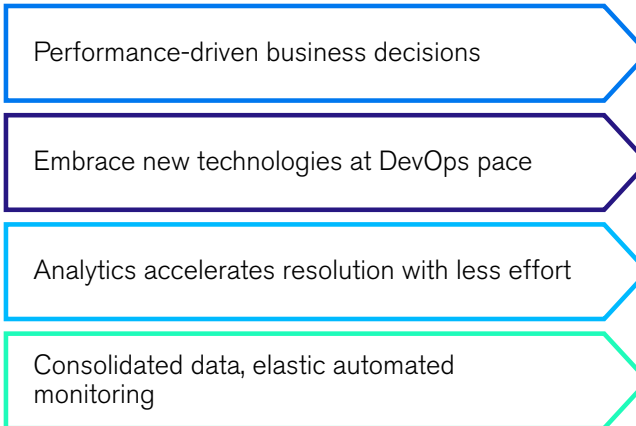 Performance-driven business decisions
Embrace new technologies at DevOps pace
Analytics accelerates resolution with less effort
Consolidated data, elastic automated
monitoring